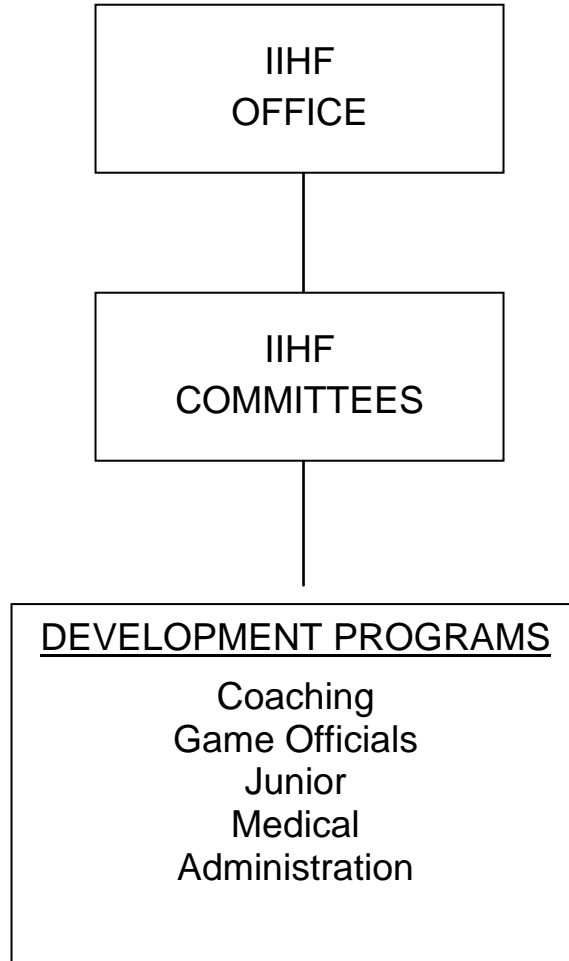 IIHF
OFFICE
IIHF
COMMITTEES
DEVELOPMENT PROGRAMS
Coaching
Game Officials
Junior
Medical
Administration